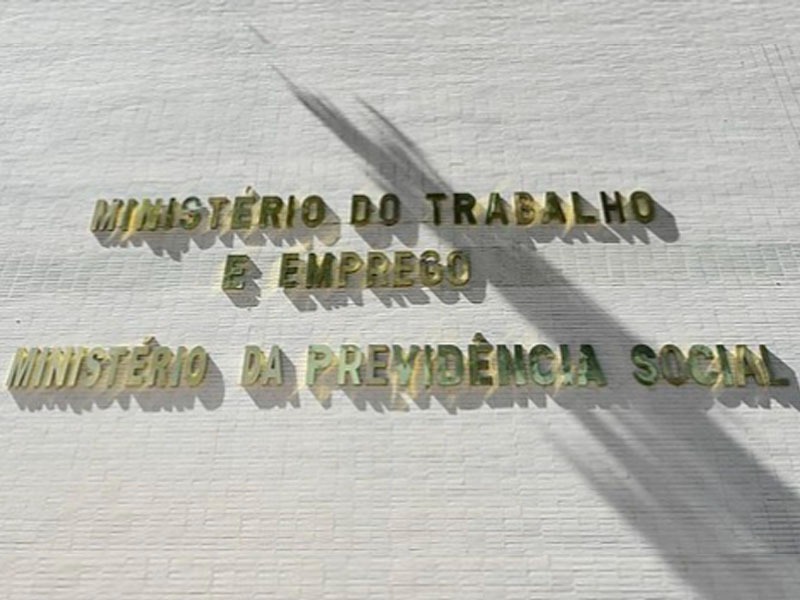 MINISTÉRIO DO TRABALHO
E EMPREGO
MINISTÉRIO DA PREVIDÊNCIA SOCIAL